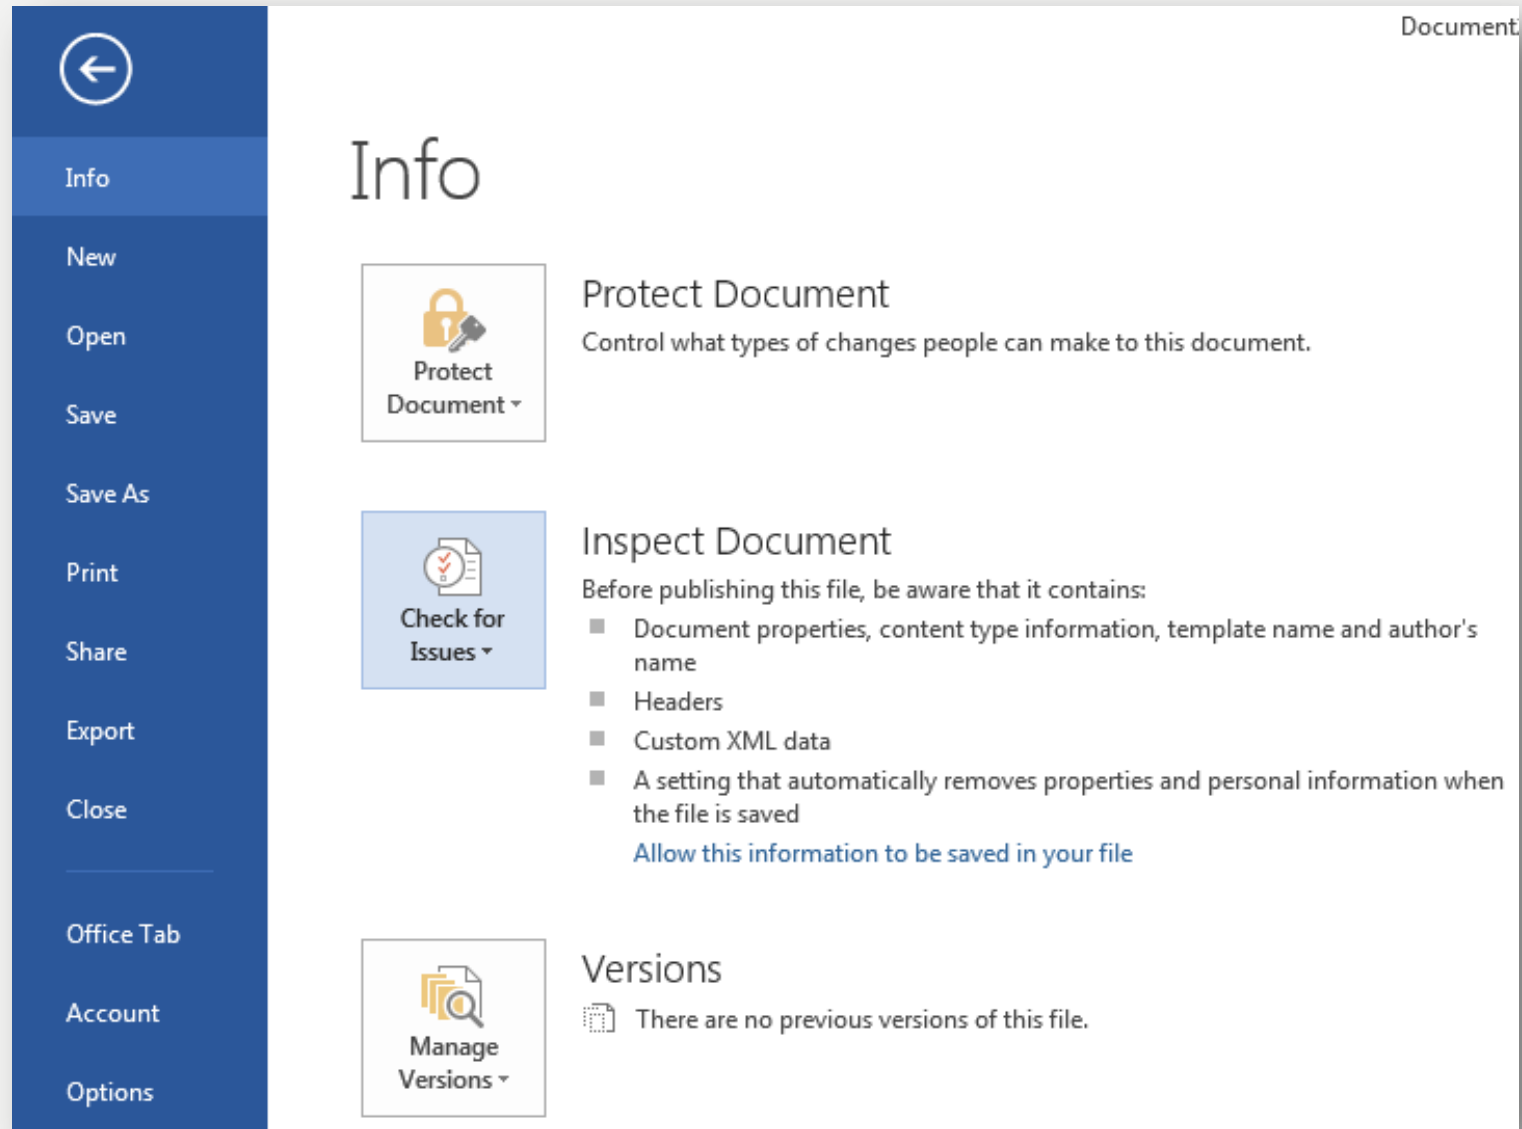 Document
Info
New
Open
Save
Save As
Print
Share
Export
Close
Office Tab
Account
Options
Info
Protect
Document
Protect Document
Control what types of changes people can make to this document.
Check for
Issues
Inspect Document
Before publishing this file, be aware that it contains:
Document properties, content type information, template name and author's
name
Headers
Custom XML data
A setting that automatically removes properties and personal information when
the file is saved
Allow this information to be saved in your file
Manage
Versions
Versions
There are no previous versions of this file.